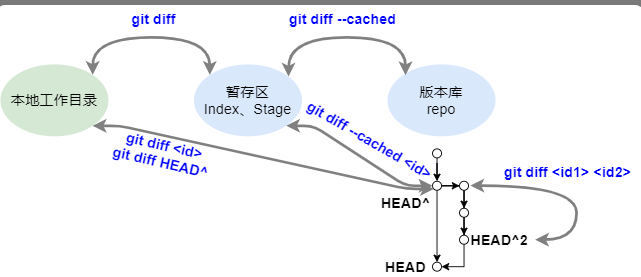 git diff
git diff --cached
本地工作目录
暂存区
Index、Stage
版本库
repo
git diff --cached <id>
git diff <id>
git diff HEAD^
git diff <id1> <id2>
HEAD^
HEAD^2
HEAD